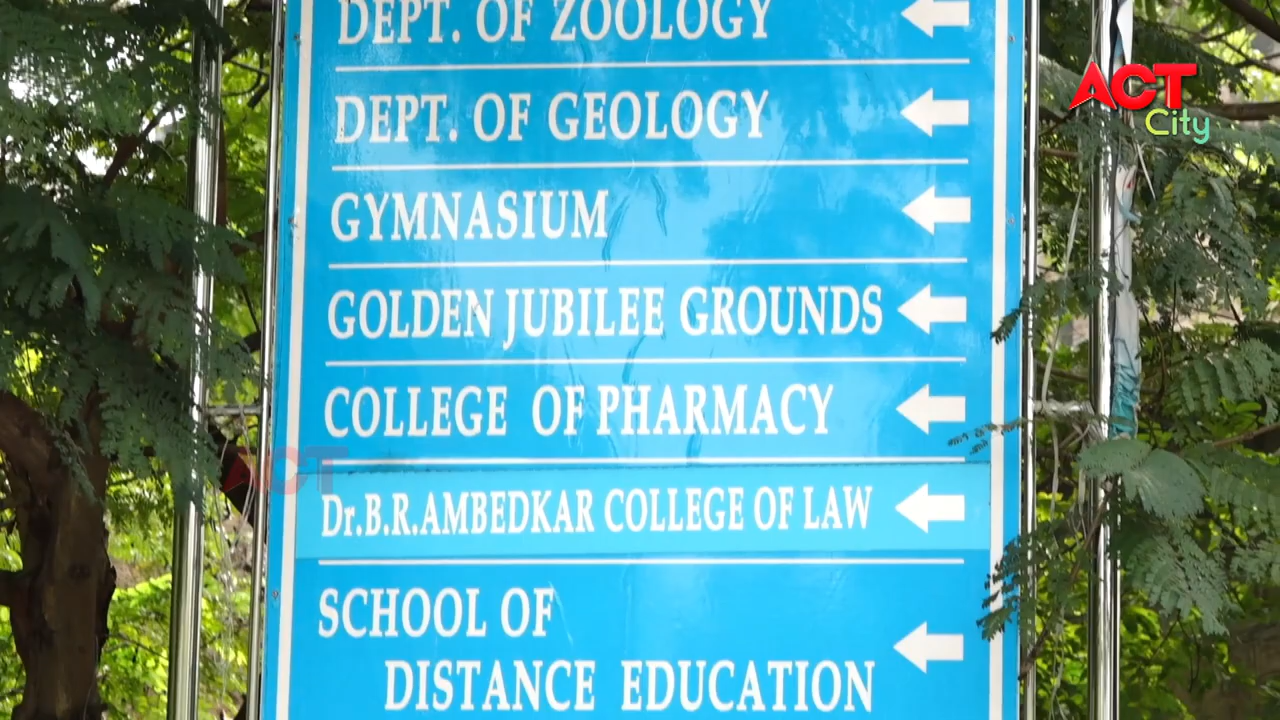 DEPT. OF ZOOLOGY
DEPT. OF GEOLOGY
GYMNASIUM
GOLDEN JUBILEE GROUNDS
COLLEGE OF PHARMACY
Dr.B.R.AMBEDKAR COLLEGE OF LAW
SCHOOL OF
DISTANCE EDUCATION
ACT
City
ACT